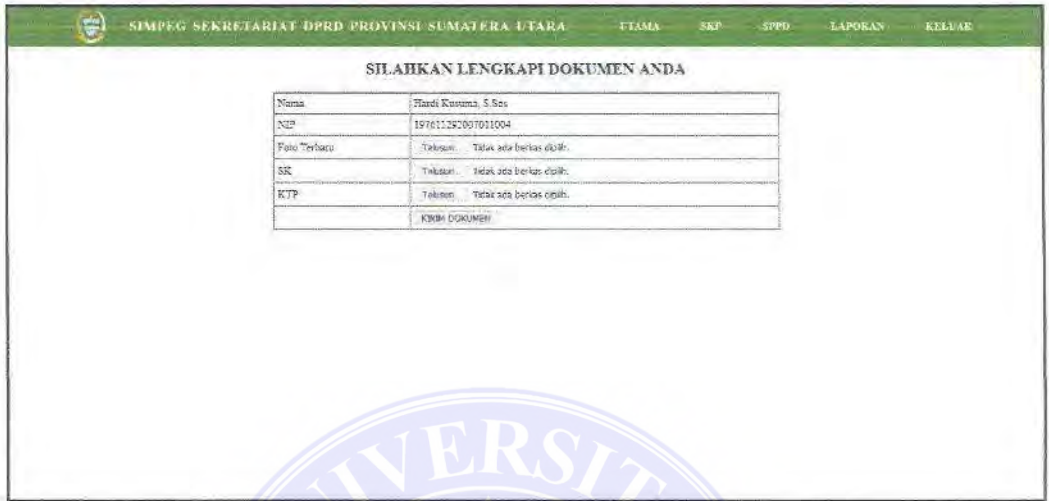 SIMPEG SEKRETARIAT DPRD PROVINSI SUMATERA UTARA UTAMA SKP SPPD LAPORAN KELUAR
SILAHKAN LENGKAPI DOKUMEN ANDA
Nama Hardi Kusuma, S.Sos
NIP 197611292007011004
Foto Terbaru Telusuri... Tidak ada berkas dipilih.
SK Telusuri... Tidak ada berkas dipilih.
KTP Telusuri... Tidak ada berkas dipilih.
KIRIM DOKUMEN
IVERSIT